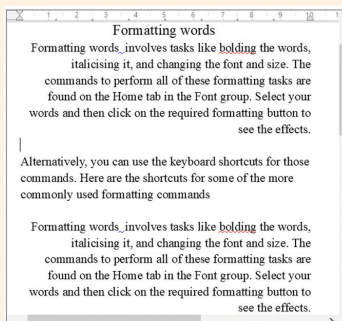 1 2 3 4 5 6 7 8 9 10 1
Formatting words
Formatting words involves tasks like bolding the words,
italicising it, and changing the font and size. The
commands to perform all of these formatting tasks are
found on the Home tab in the Font group. Select your
words and then click on the required formatting button to
see the effects.
Alternatively, you can use the keyboard shortcuts for those
commands. Here are the shortcuts for some of the more
commonly used formatting commands
Formatting words involves tasks like bolding the words,
italicising it, and changing the font and size. The
commands to perform all of these formatting tasks are
found on the Home tab in the Font group. Select your
words and then click on the required formatting button to
see the effects.